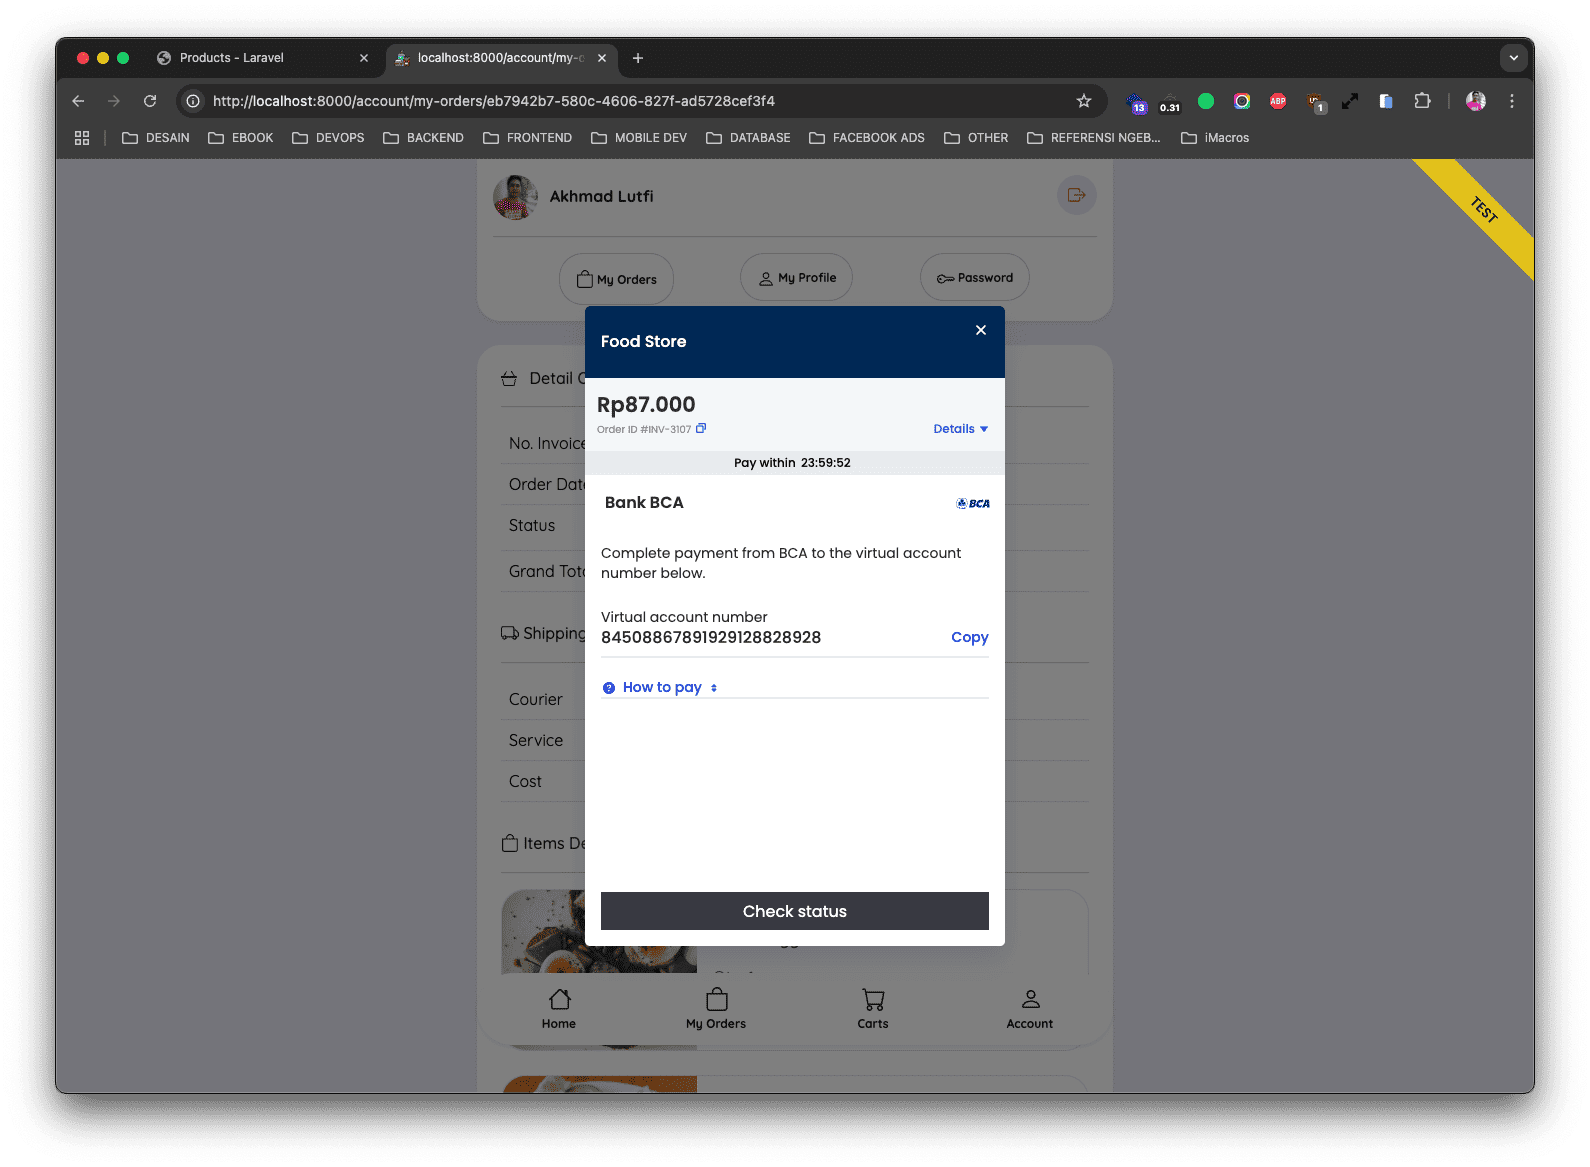 Products - Laravel
localhost:8000/account/my-o
http://localhost:8000/account/my-orders/eb7942b7-580c-4606-827f-ad5728cef3f4
13
0.31
ABP
1
DESAIN
EBOOK
DEVOPS
BACKEND
FRONTEND
MOBILE DEV
DATABASE
FACEBOOK ADS
OTHER
REFERENSI NGEB...
iMacros
Akhmad Lutfi
TEST
My Orders
My Profile
Password
Food Store
Detail
Rp87.000
Order ID #INV-3107
Details
No. Invoice
Pay within 23:59:52
Order Dat
Bank BCA
BCA
Status
Complete payment from BCA to the virtual account
number below.
Grand Tot
Virtual account number
Shipping
84508867891929128828928
Copy
How to pay
Courier
Service
Cost
Items De
Check status
Home
My Orders
Carts
Account